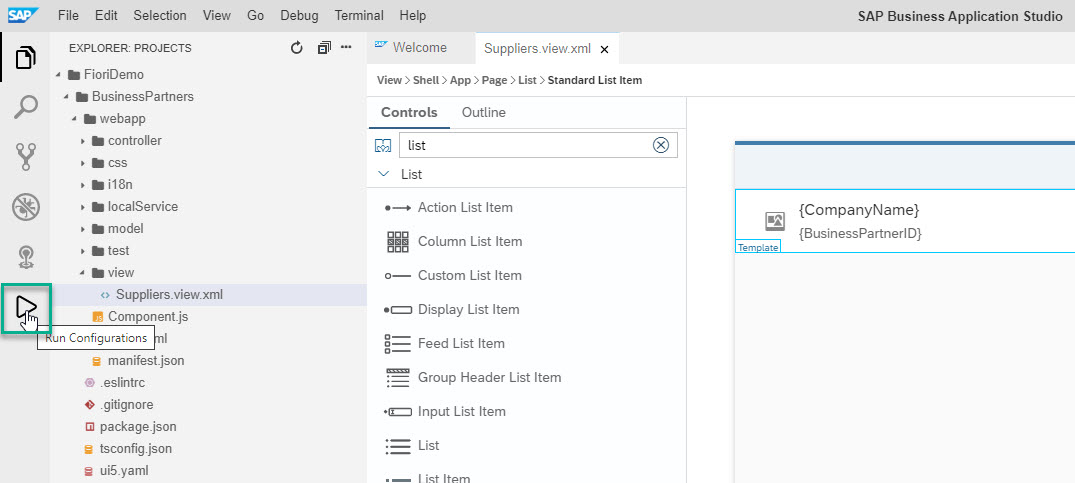 SAP File Edit Selection View Go Debug Terminal Help SAP Business Application Studio
EXPLORER: PROJECTS
FioriDemo
BusinessPartners
webapp
controller
css
i18n
localService
model
test
view
Suppliers.view.xml
JS Component.js
Run Configurations
ml
manifest.json
.eslintrc
.gitignore
package.json
tsconfig.json
ui5.yaml
SAP Welcome Suppliers.view.xml
View > Shell > App > Page > List > Standard List Item
Controls Outline
list
List
Action List Item
Column List Item
Custom List Item
Display List Item
Feed List Item
Group Header List Item
Input List Item
List
List Item
{CompanyName}
{BusinessPartnerID}
Template